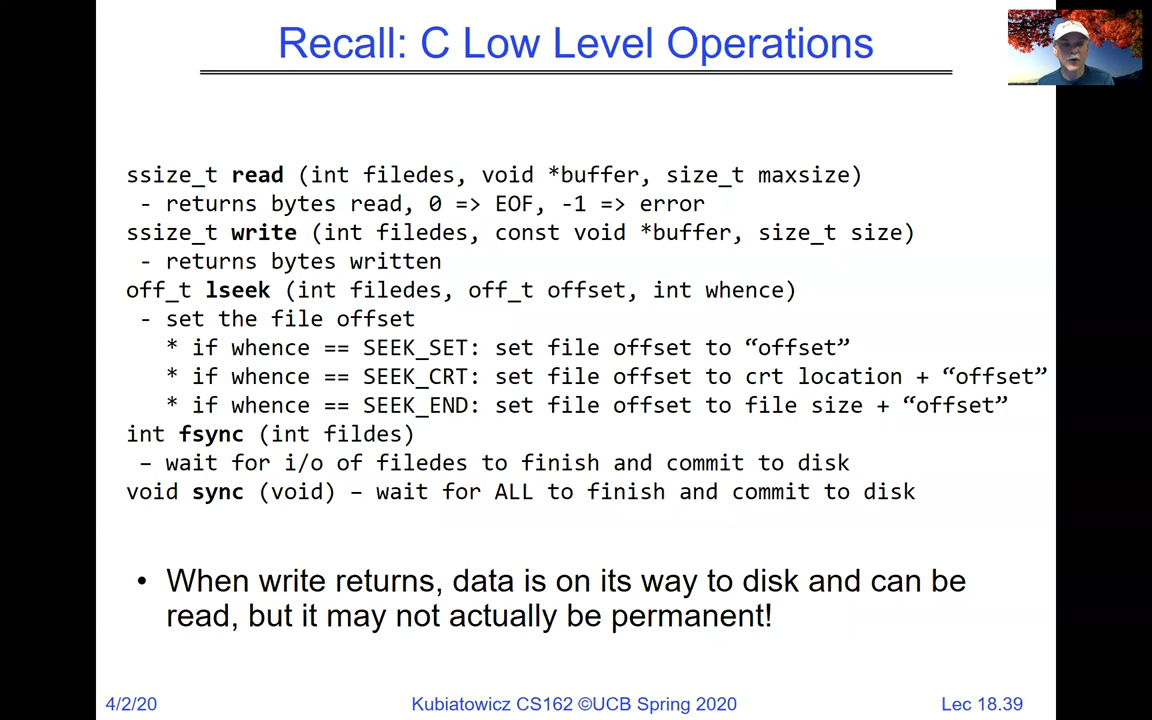 Recall: C Low Level Operations
ssize_t read (int filedes, void *buffer, size_t maxsize)
- returns bytes read, 0 => EOF, -1 => error
ssize_t write (int filedes, const void *buffer, size_t size)
- returns bytes written
off_t lseek (int filedes, off_t offset, int whence)
- set the file offset
* if whence == SEEK_SET: set file offset to “offset”
* if whence == SEEK_CRT: set file offset to crt location + “offset”
* if whence == SEEK_END: set file offset to file size + “offset”
int fsync (int fildes)
– wait for i/o of filedes to finish and commit to disk
void sync (void) – wait for ALL to finish and commit to disk
• When write returns, data is on its way to disk and can be
read, but it may not actually be permanent!
4/2/20 Kubiatowicz CS162 ©UCB Spring 2020 Lec 18.39